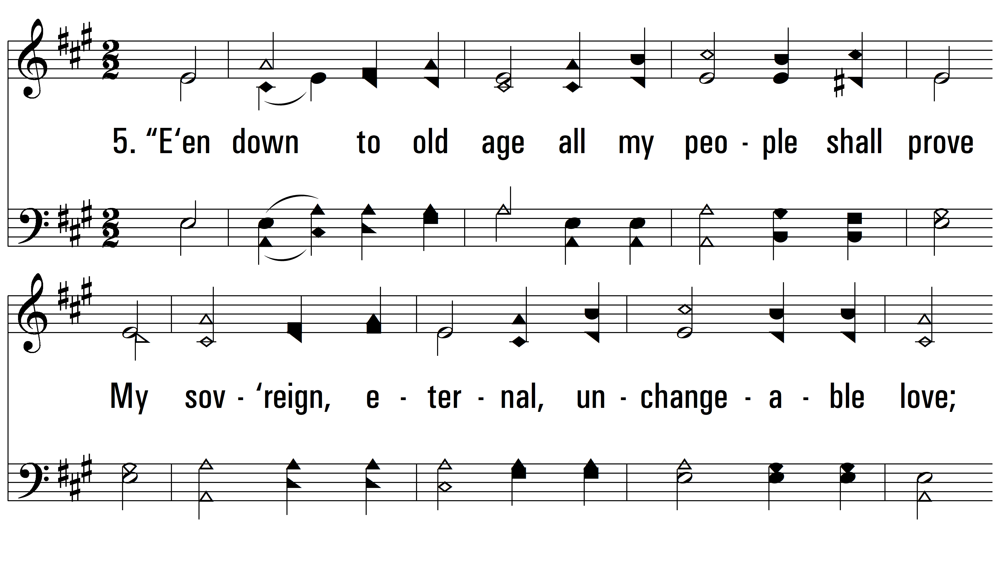 5. “E‘en down to old age all my peo - ple shall prove
My sov - ‘reign, e - ter - nal, un - change - a - ble love;